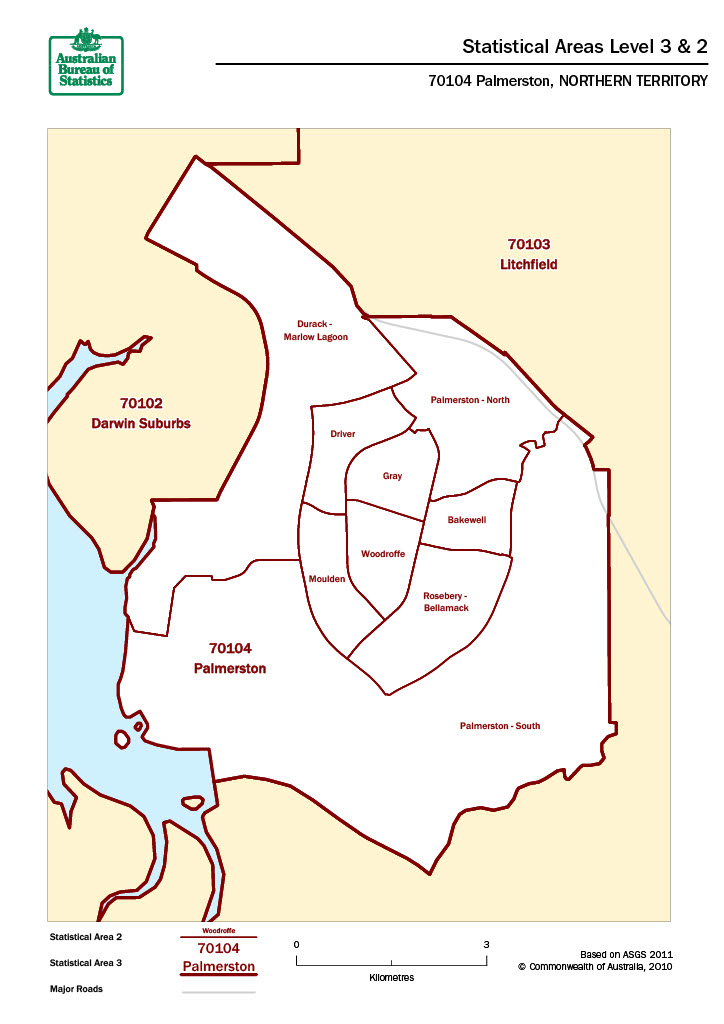 Australian
Bureau of
Statistics
Statistical Areas Level 3 & 2
70104 Palmerston, NORTHERN TERRITORY
70103
Litchfield
Durack -
Marlow Lagoon
70102
Darwin Suburbs
Palmerston - North
Driver
Gray
Bakewell
Woodroffe
Moulden
Rosebery -
Bellamack
70104
Palmerston
Palmerston - South
Statistical Area 2
Woodroffe
Statistical Area 3
70104
Palmerston
Major Roads
0 3
Kilometres
Based on ASGS 2011
© Commonwealth of Australia, 2010